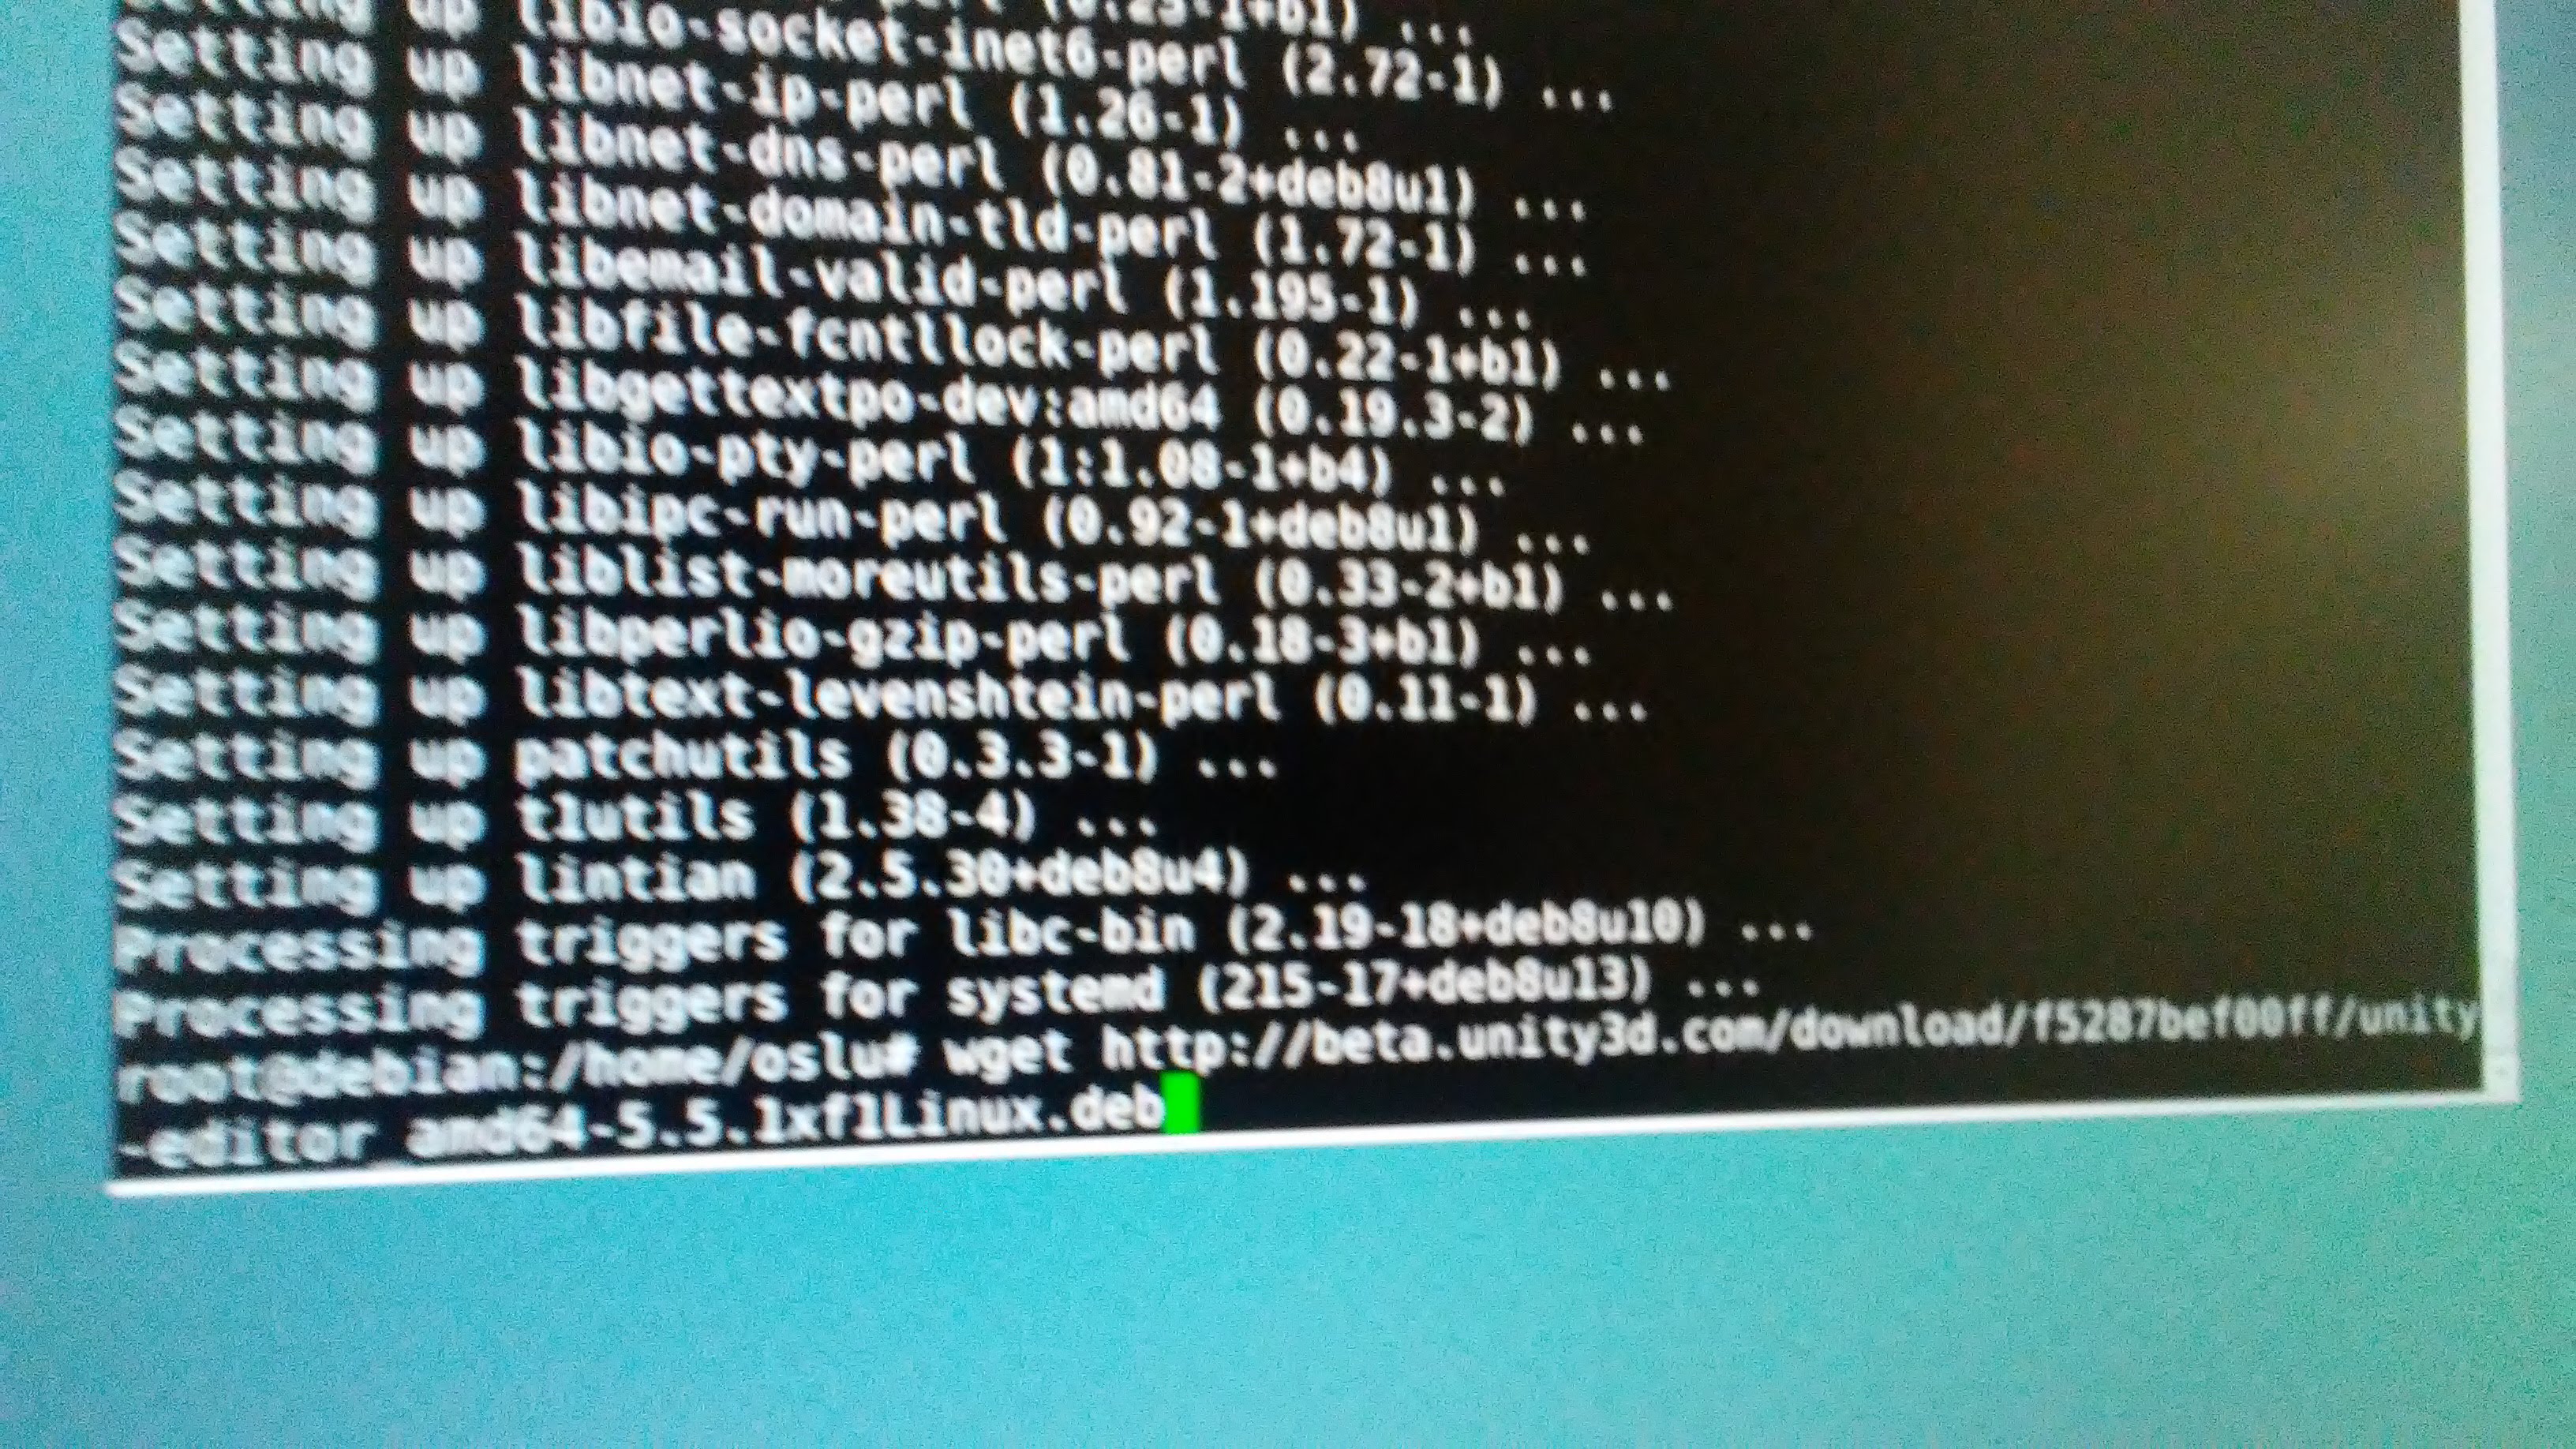 Setting up
Setting up libio-socket-inet6-perl (2.72-1) ...
Setting up libnet-ip-perl (1.26-1) ...
Setting up libnet-dns-perl (0.81-2+deb8u1) ...
Setting up libnet-domain-tld-perl (1.72-1) ...
Setting up libemail-valid-perl (1.195-1) ...
Setting up libfile-fcntllock-perl (0.22-1+b1) ...
Setting up libgettextpo-dev:amd64 (0.19.3-2) ...
Setting up libio-pty-perl (1:1.08-1+b4) ...
Setting up libipc-run-perl (0.92-1+deb8u1) ...
Setting up liblist-moreutils-perl (0.33-2+b1) ...
Setting up libperlio-gzip-perl (0.18-3+b1) ...
Setting up libtext-levenshtein-perl (0.11-1) ...
Setting up patchutils (0.3.3-1) ...
Setting up t1utils (1.38-4) ...
Setting up lintian (2.5.30+deb8u4) ...
Processing triggers for libc-bin (2.19-18+deb8u10) ...
Processing triggers for systemd (215-17+deb8u13) ...
root@debian:/home/oslu# wget http://beta.unity3d.com/download/f5287bef00ff/unity
-editor_amd64-5.5.1xf1Linux.deb